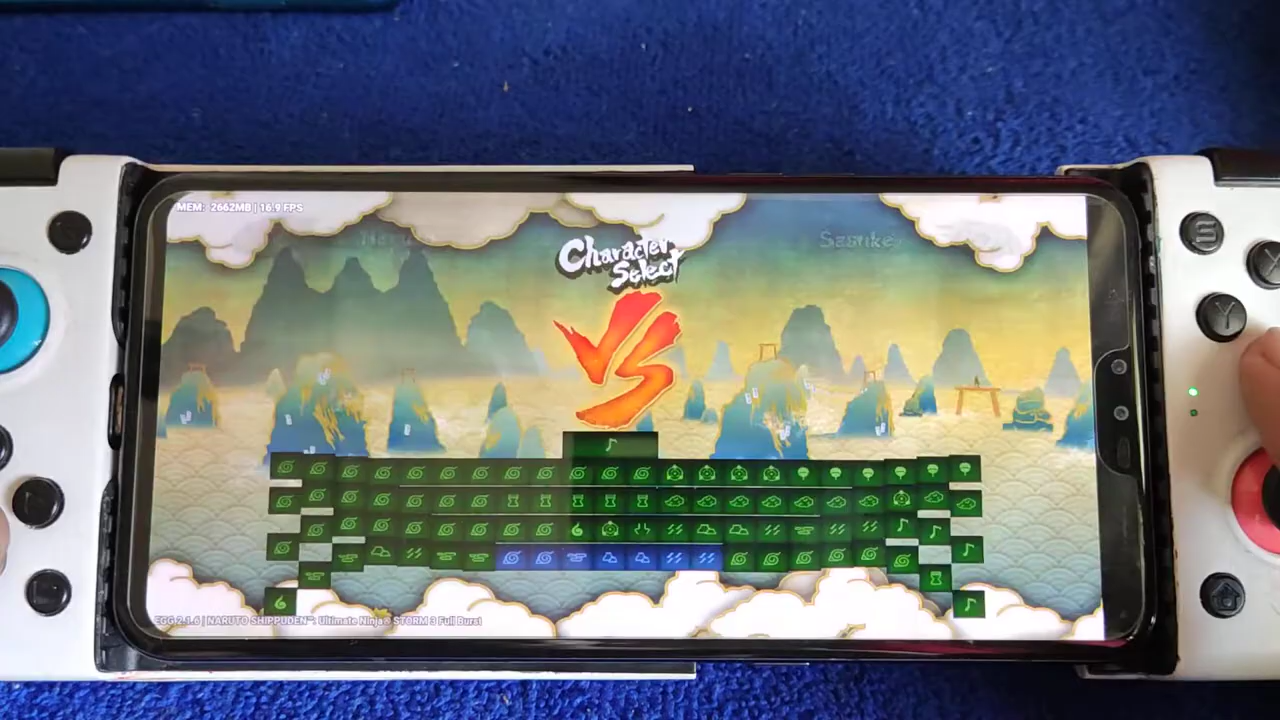 MEM: 2662MB | 16.9 FPS
Naruto
Sasuke
Character
Select
VS
S
X
Y
EGG 2.1.6 | NARUTO SHIPPUDEN™: Ultimate Ninja® STORM 3 Full Burst